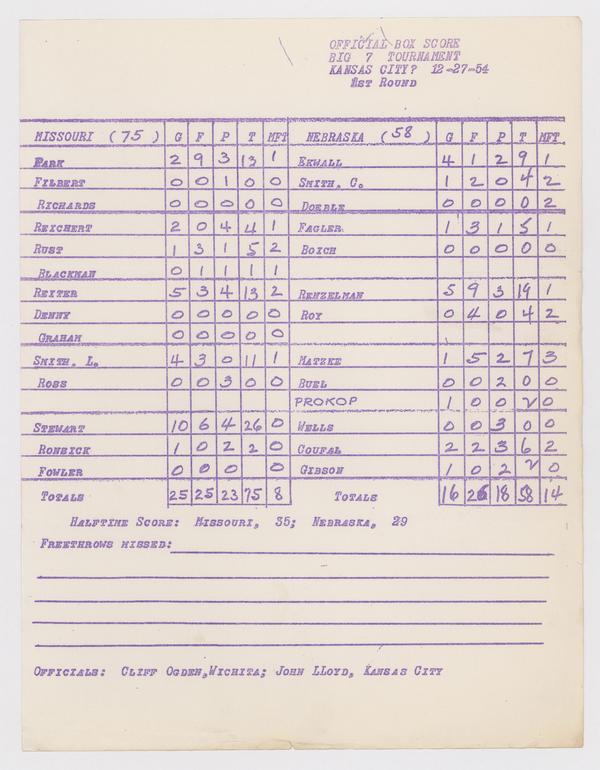 OFFICIAL BOX SCORE
BIG 7 TOURNAMENT
KANSAS CITY? 12-27-54
1ST ROUND
MISSOURI (75) G F P T MFT NEBRASKA (58) G F P T MFT
PARK 2 9 3 13 1 EKWALL 4 1 2 9 1
FILBERT 0 0 1 0 0 SMITH. C. 1 2 0 4 2
RICHARDS 0 0 0 0 0 DOEBLE 0 0 0 0 2
REICHERT 2 0 4 4 1 FAGLER 1 3 1 5 1
RUST 1 3 1 5 2 BOICH 0 0 0 0 0
BLACKMAN 0 1 1 1 1
REITER 5 3 4 13 2 RENZELMAN 5 9 3 19 1
DENNY 0 0 0 0 0 ROY 0 4 0 4 2
GRAHAM 0 0 0 0 0
SMITH. L. 4 3 0 11 1 MATZKE 1 5 2 7 3
ROSS 0 0 3 0 0 BUEL 0 0 2 0 0
PROKOP 1 0 0 2 0
STEWART 10 6 4 26 0 WELLS 0 0 3 0 0
RONSICK 1 0 2 2 0 COUFAL 2 2 3 6 2
FOWLER 0 0 0 0 GIBSON 1 0 2 2 0
TOTALS 25 25 23 75 8 TOTALS 16 26 18 58 14
HALFTIME SCORE: MISSOURI, 35; NEBRASKA, 29
FREETHROWS MISSED:
OFFICIALS: CLIFF OGDEN,WICHITA; JOHN LLOYD, KANSAS CITY